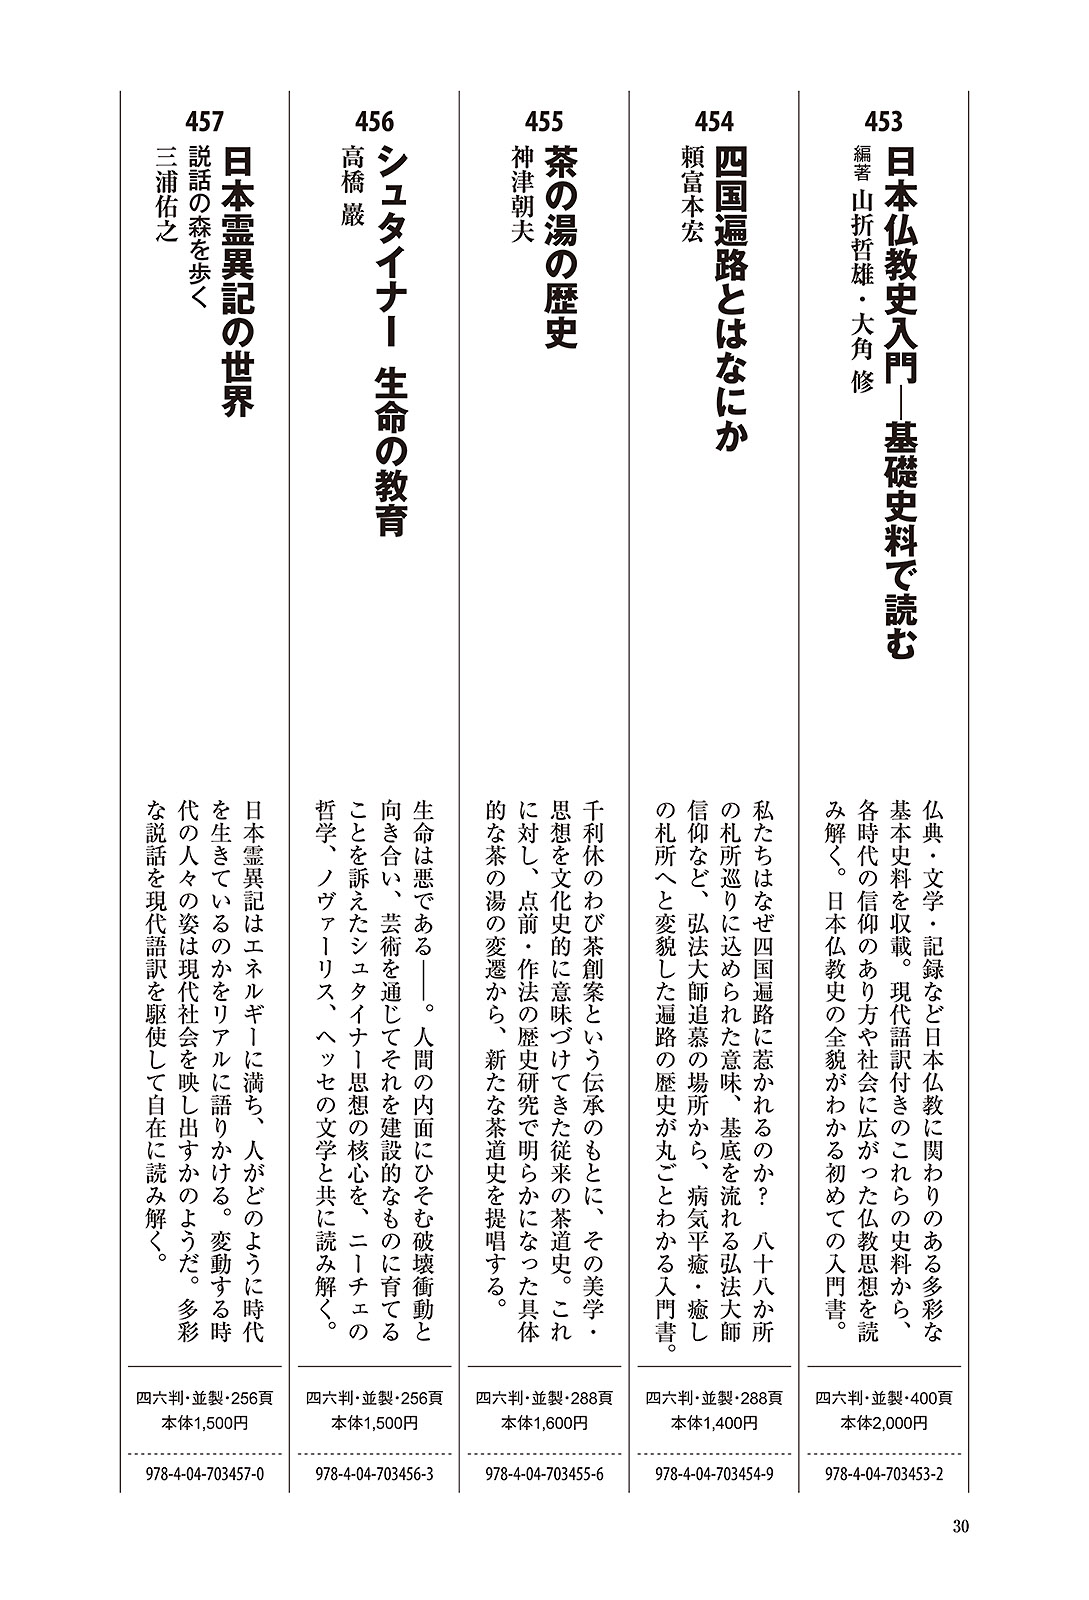 453
日本仏教史入門――基礎史料で読む
編著 山折哲雄・大角 修
仏典・文学・記録など日本仏教に関わりのある多彩な
基本史料を収載。現代語訳付きのこれらの史料から、
各時代の信仰のあり方や社会に広がった仏教思想を読
み解く。日本仏教史の全貌がわかる初めての入門書。
四六判・並製・400頁
本体2,000円
978-4-04-703453-2
454
四国遍路とはなにか
頼富本宏
私たちはなぜ四国遍路に惹かれるのか? 八十八か所
の札所巡りに込められた意味、基底を流れる弘法大師
信仰など、弘法大師追慕の場所から、病気平癒・癒し
の札所へと変貌した遍路の歴史が丸ごとわかる入門書。
四六判・並製・288頁
本体1,400円
978-4-04-703454-9
455
茶の湯の歴史
神津朝夫
千利休のわび茶創案という伝承のもとに、その美学・
思想を文化史的に意味づけてきた従来の茶道史。これ
に対し、点前・作法の歴史研究で明らかになった具体
的な茶の湯の変遷から、新たな茶道史を提唱する。
四六判・並製・288頁
本体1,600円
978-4-04-703455-6
456
シュタイナー 生命の教育
高橋 巖
生命は悪である――。人間の内面にひそむ破壊衝動と
向き合い、芸術を通じてそれを建設的なものに育てる
ことを訴えたシュタイナー思想の核心を、ニーチェの
哲学、ノヴァーリス、ヘッセの文学と共に読み解く。
四六判・並製・256頁
本体1,500円
978-4-04-703456-3
457
日本霊異記の世界
説話の森を歩く
三浦佑之
日本霊異記はエネルギーに満ち、人がどのように時代
を生きているのかをリアルに語りかける。変動する時
代の人々の姿は現代社会を映し出すかのようだ。多彩
な説話を現代語訳を駆使して自在に読み解く。
四六判・並製・256頁
本体1,500円
978-4-04-703457-0
30